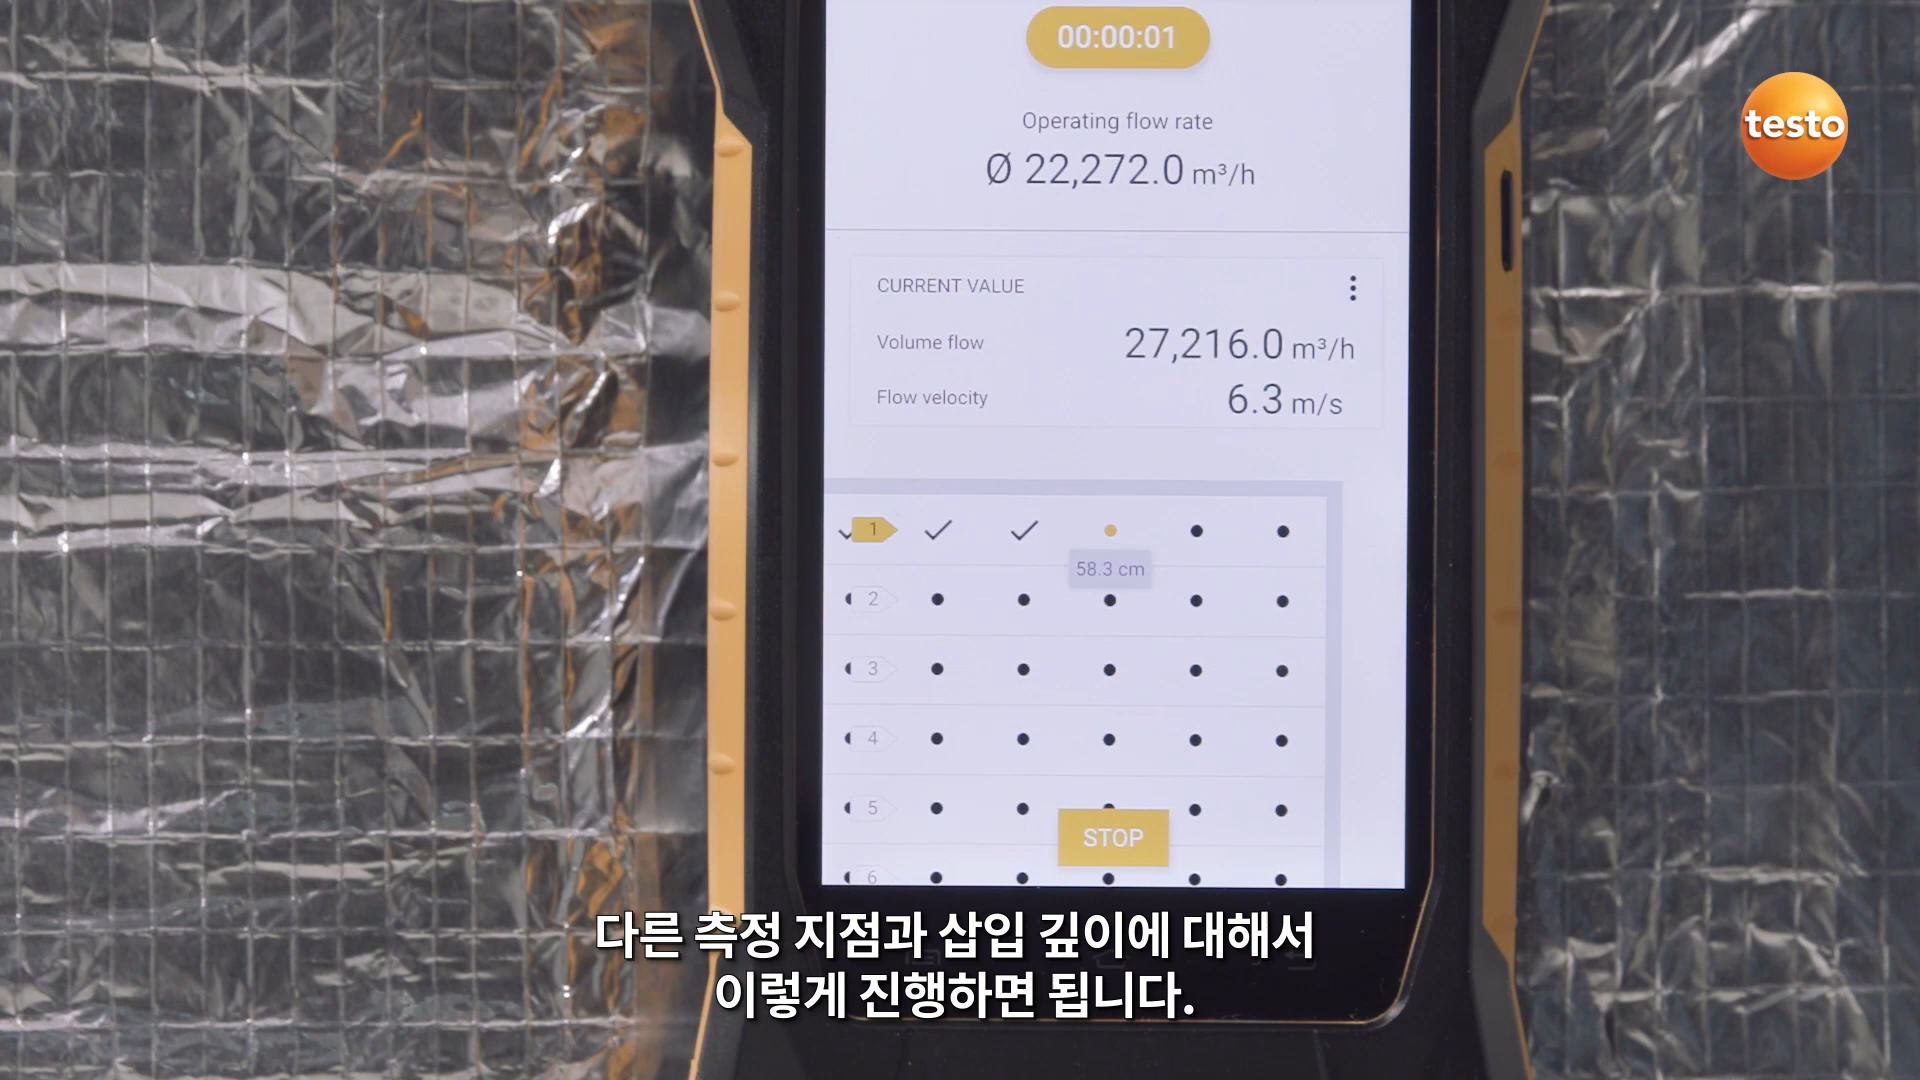 00:00:01
testo
Operating flow rate
Ø 22,272.0 m³/h
CURRENT VALUE
Volume flow 27,216.0 m³/h
Flow velocity 6.3 m/s
1
58.3 cm
2
3
4
5
STOP
6
다른 측정 지점과 삽입 깊이에 대해서
이렇게 진행하면 됩니다.